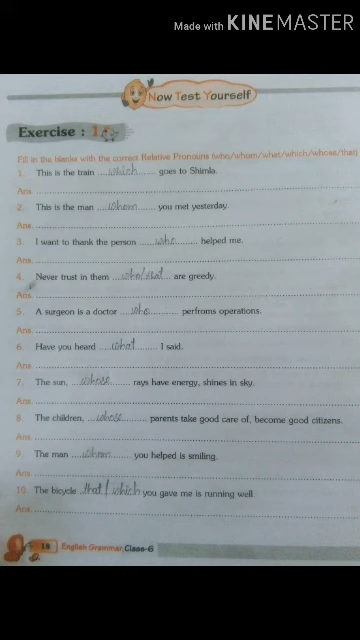 Made with KINEMASTER
Now Test Yourself
Exercise : 1
Fill in the blanks with the correct Relative Pronouns (who/whom/what/which/whose/that)
1. This is the train ....which...... goes to Shimla.
Ans. ..........
2. This is the man ...whom...... you met yesterday.
Ans. ..........
3. I want to thank the person .....who....... helped me.
Ans. ..........
4. Never trust in them ...who/that... are greedy.
Ans. ..........
5. A surgeon is a doctor ....who.......... perfroms operations.
Ans. ..........
6. Have you heard ....what........ I said.
Ans. ..........
7. The sun, ...whose....... rays have energy, shines in sky.
Ans. ..........
8. The children, ...whose....... parents take good care of, become good citizens.
Ans. ..........
9. The man ....whom....... you helped is smiling.
Ans. ..........
10. The bicycle .that / which you gave me is running well.
Ans. ..........
18 English Grammar, Class-6